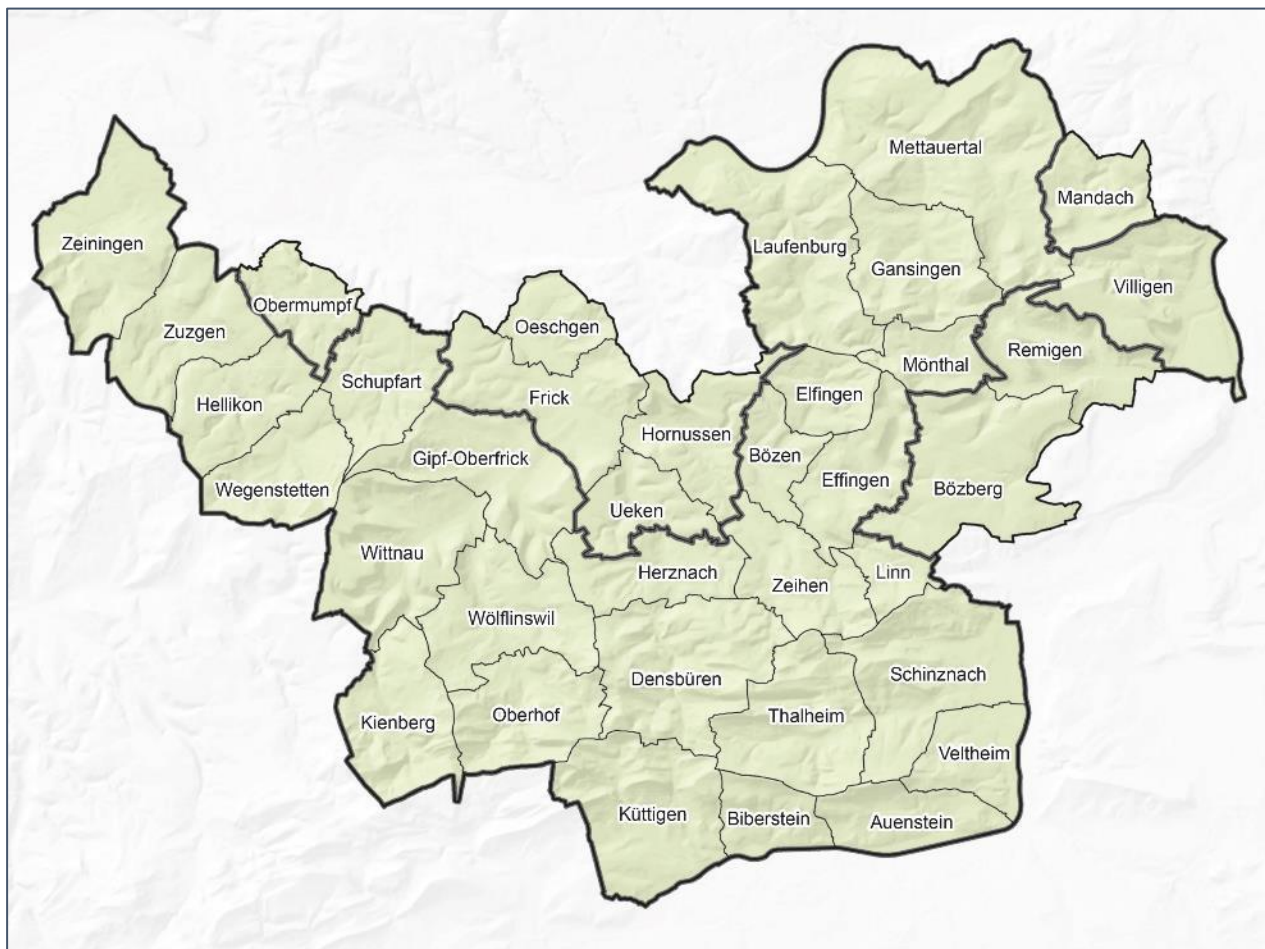 Mettauertal
Mandach
Zeiningen
Laufenburg
Gansingen
Villigen
Obermumpf
Zuzgen
Oeschgen
Remigen
Mönthal
Schupfart
Elfingen
Frick
Hellikon
Hornussen
Gipf-Oberfrick
Bözen
Effingen
Bözberg
Wegenstetten
Ueken
Wittnau
Herznach
Zeihen
Linn
Wölflinswil
Schinznach
Densbüren
Oberhof
Thalheim
Kienberg
Veltheim
Küttigen
Biberstein
Auenstein